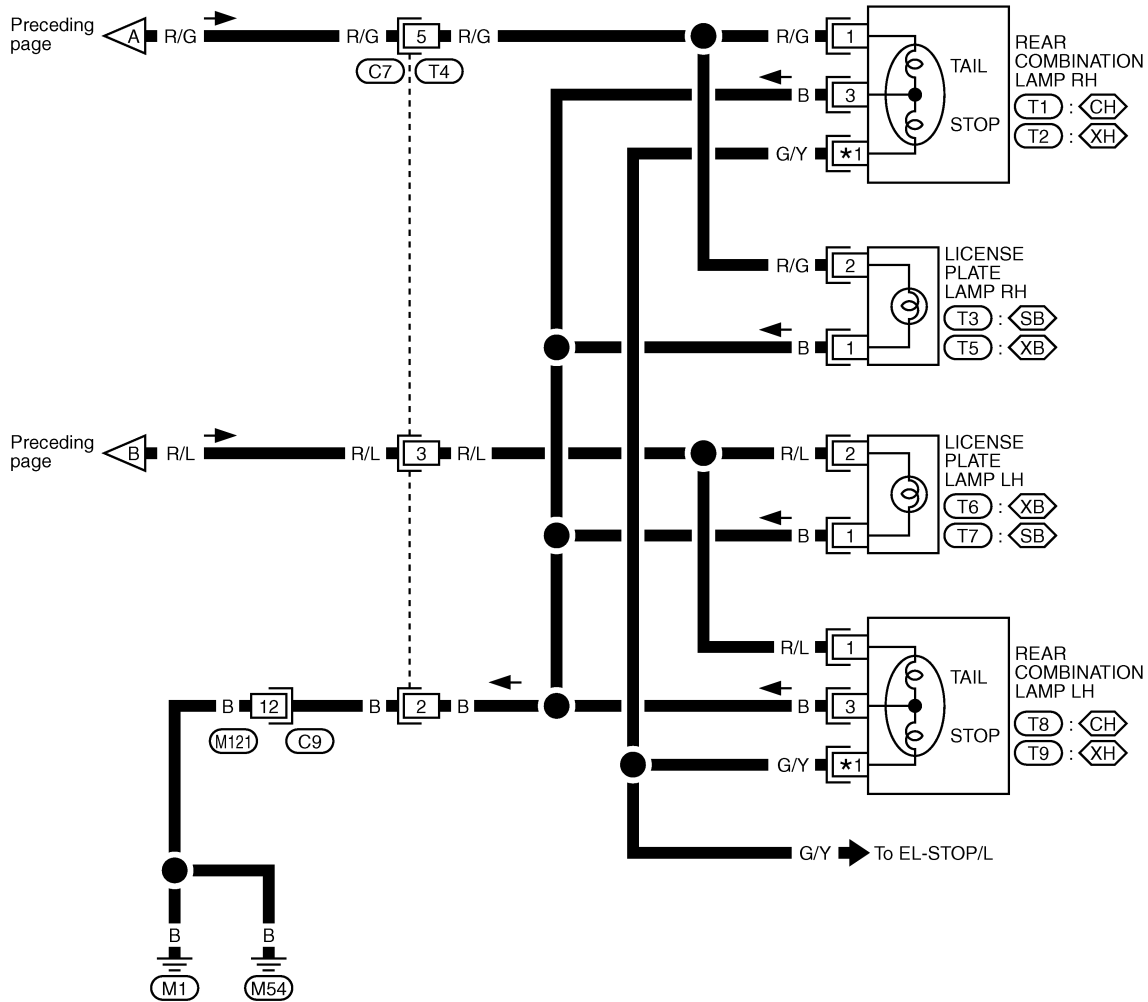 Preceding
page
A R/G R/G 5 R/G R/G 1
C7 T4
B 3
G/Y *1
TAIL
STOP
REAR
COMBINATION
LAMP RH
T1 : CH
T2 : XH
R/G 2
B 1
LICENSE
PLATE
LAMP RH
T3 : SB
T5 : XB
Preceding
page
B R/L R/L 3 R/L R/L 2
B 1
LICENSE
PLATE
LAMP LH
T6 : XB
T7 : SB
R/L 1
B 12 B 2 B B 3
M121 C9
G/Y *1
TAIL
STOP
REAR
COMBINATION
LAMP LH
T8 : CH
T9 : XH
G/Y To EL-STOP/L
B B
M1 M54